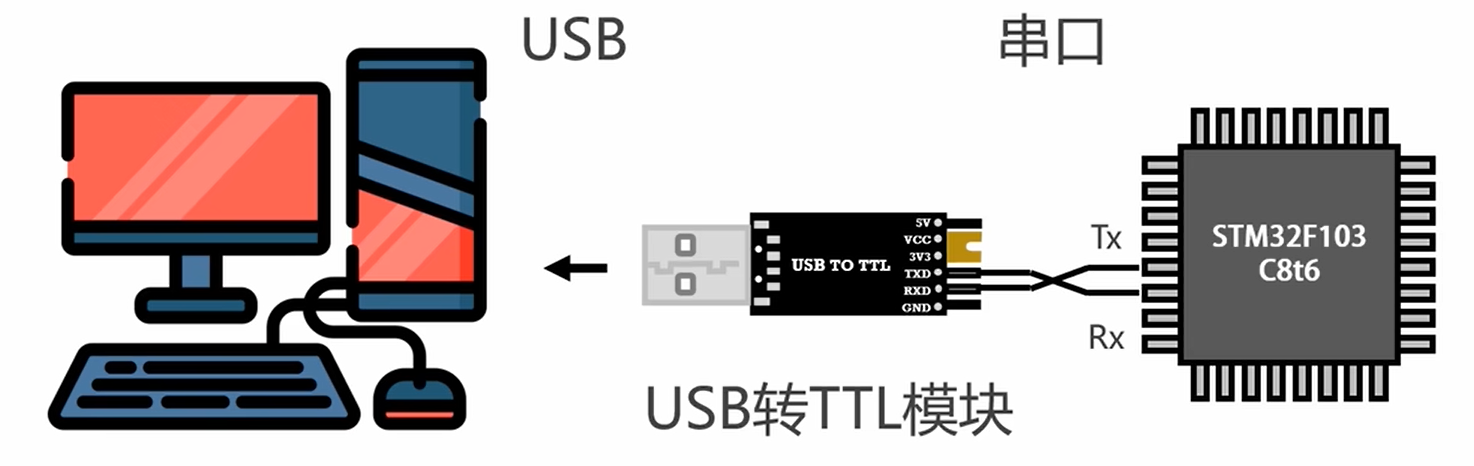 USB
串口
5V
VCC
3V3
TXD
RXD
GND
USB TO TTL
Tx
Rx
STM32F103
C8t6
USB转TTL模块